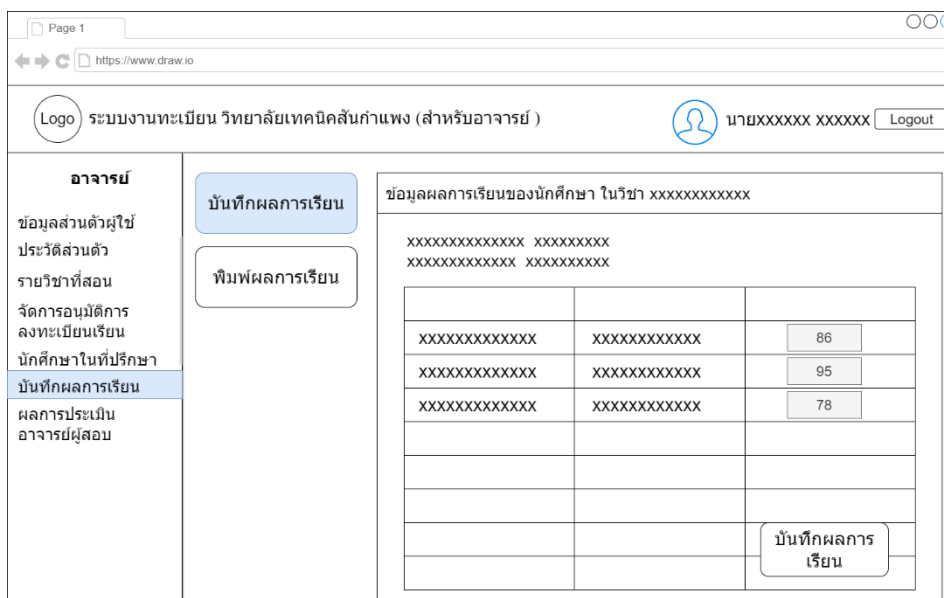 Page 1
https://www.draw.io
Logo
ระบบงานทะเบียน วิทยาลัยเทคนิคสันกำแพง (สำหรับอาจารย์ )
นายxxxxxx xxxxxx
Logout
อาจารย์
ข้อมูลส่วนตัวผู้ใช้
ประวัติส่วนตัว
รายวิชาที่สอน
จัดการอนุมัติการ
ลงทะเบียนเรียน
นักศึกษาในที่ปรึกษา
บันทึกผลการเรียน
ผลการประเมิน
อาจารย์ผู้สอบ
บันทึกผลการเรียน
พิมพ์ผลการเรียน
ข้อมูลผลการเรียนของนักศึกษา ในวิชา xxxxxxxxxxxx
xxxxxxxxxxxxxx xxxxxxxxx
xxxxxxxxxxxxx xxxxxxxxxx
xxxxxxxxxxxxx xxxxxxxxxxxx 86
xxxxxxxxxxxxx xxxxxxxxxxxx 95
xxxxxxxxxxxxx xxxxxxxxxxxx 78
บันทึกผลการ
เรียน